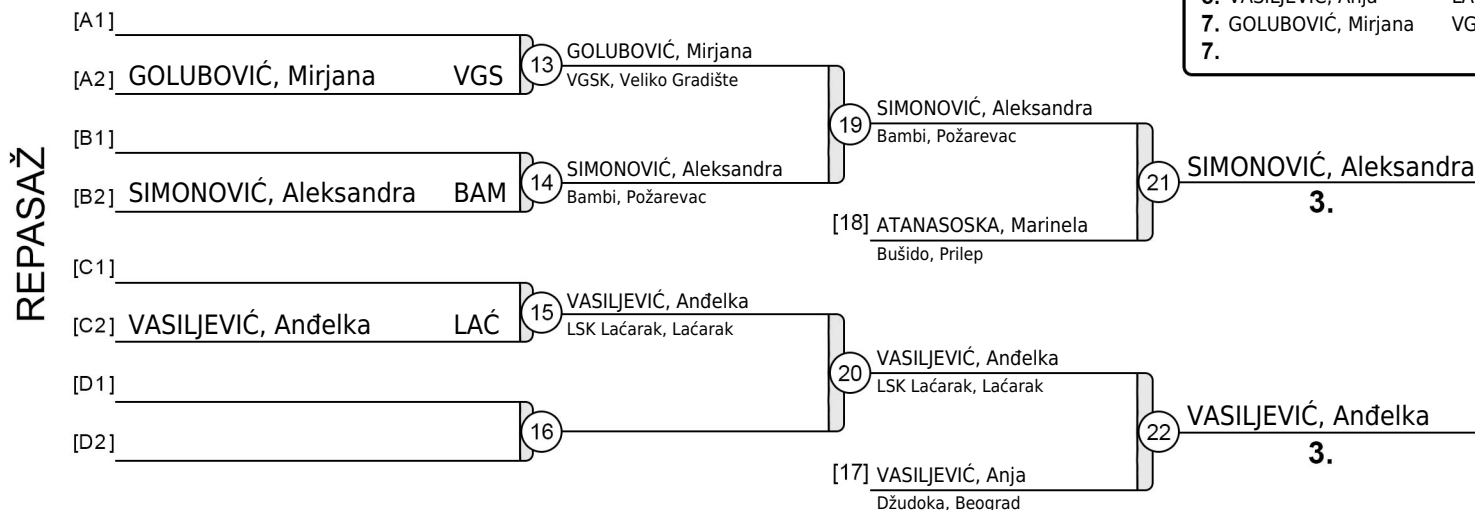 [A1]
[A2] GOLUBOVIĆ, Mirjana VGS
13
GOLUBOVIĆ, Mirjana
VGSK, Veliko Gradište
[B1]
[B2] SIMONOVIĆ, Aleksandra BAM
14
SIMONOVIĆ, Aleksandra
Bambi, Požarevac
REPASAŽ
[C1]
[C2] VASILJEVIĆ, Anđelka LAĆ
15
VASILJEVIĆ, Anđelka
LSK Laćarak, Laćarak
[D1]
[D2]
16
19
SIMONOVIĆ, Aleksandra
Bambi, Požarevac
[18] ATANASOSKA, Marinela
Bušido, Prilep
20
VASILJEVIĆ, Anđelka
LSK Laćarak, Laćarak
[17] VASILJEVIĆ, Anja
Džudoka, Beograd
21
SIMONOVIĆ, Aleksandra
3.
22
VASILJEVIĆ, Anđelka
3.
VASILJEVIĆ, Anja
7. GOLUBOVIĆ, Mirjana VG
7.